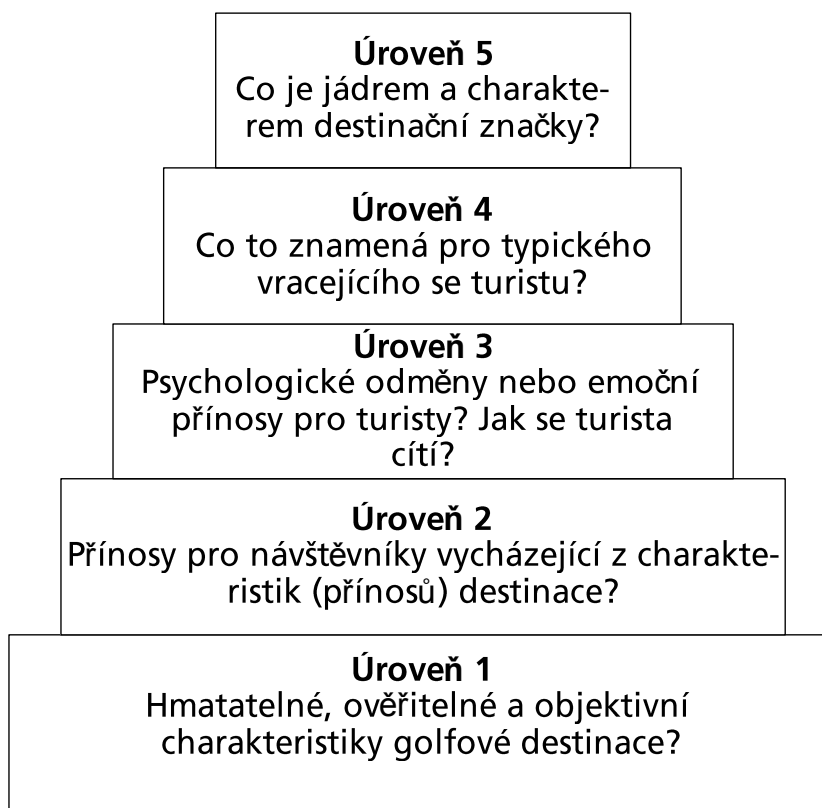 Úroveň 5
Co je jádrem a charakte-
rem destinační značky?
Úroveň 4
Co to znamená pro typického
vracejícího se turistu?
Úroveň 3
Psychologické odměny nebo emoční
přínosy pro turisty? Jak se turista
cítí?
Úroveň 2
Přínosy pro návštěvníky vycházející z charakte-
ristik (přínosů) destinace?
Úroveň 1
Hmatatelné, ověřitelné a objektivní
charakteristiky golfové destinace?